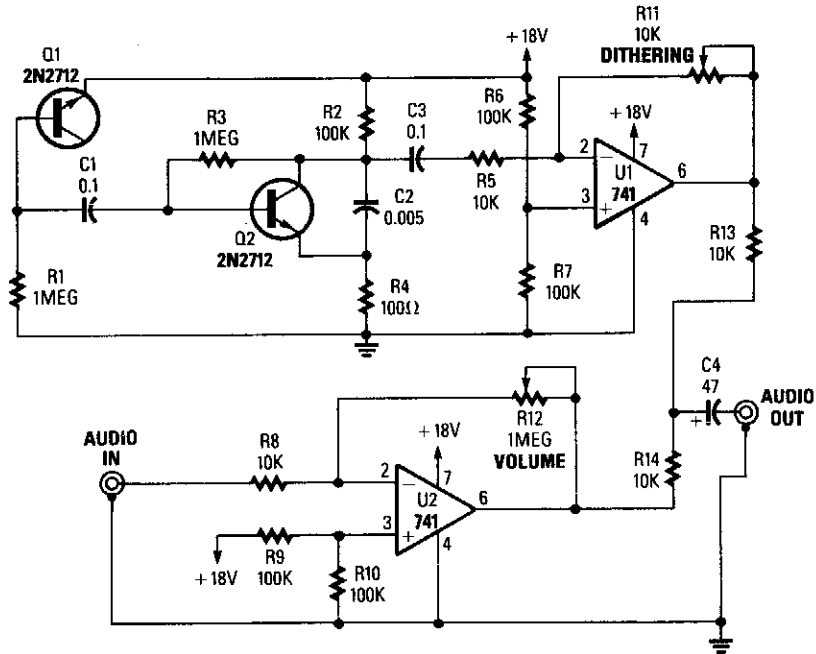 Q1
2N2712
R3
1MEG
C1
0.1
R1
1MEG
Q2
2N2712
R2
100K
C3
0.1
C2
0.005
R4
100Ω
R5
10K
+18V
R6
100K
R7
100K
R11
10K
DITHERING
+18V
2
3
7
6
4
−
+
U1
741
R13
10K
C4
47
+
AUDIO
OUT
R14
10K
R12
1MEG
VOLUME
AUDIO
IN
R8
10K
+18V
2
3
7
6
4
−
+
U2
741
R9
100K
+18V
R10
100K